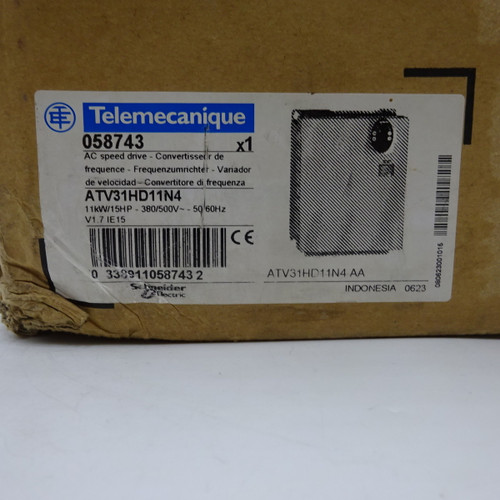 Telemecanique
058743 x1
AC speed drive - Convertisseur de
frequence - Frequenzumrichter - Variador
de velocidad - Convertitore di frequenza
ATV31HD11N4
11kW/15HP - 380/500V~ - 50/60Hz
V1.7 IE15
CE
0 338911058743 2
Schneider
Electric
ATV31HD11N4 AA
INDONESIA 0623
080623001015